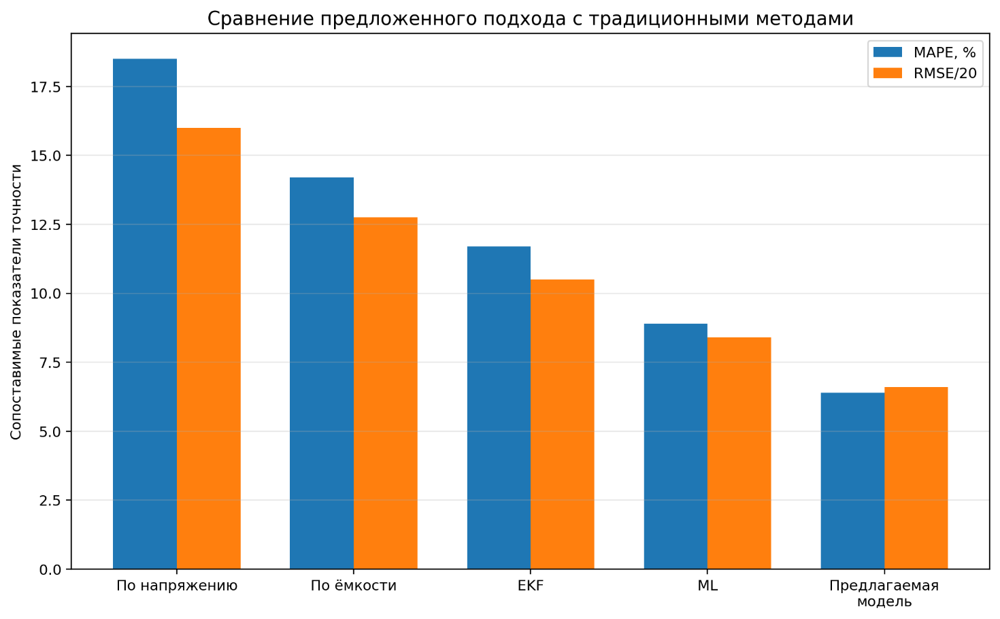 Сравнение предложенного подхода с традиционными методами
MAPE, %
RMSE/20
Сопоставимые показатели точности
17.5
15.0
12.5
10.0
7.5
5.0
2.5
0.0
По напряжению
По ёмкости
EKF
ML
Предлагаемая
модель